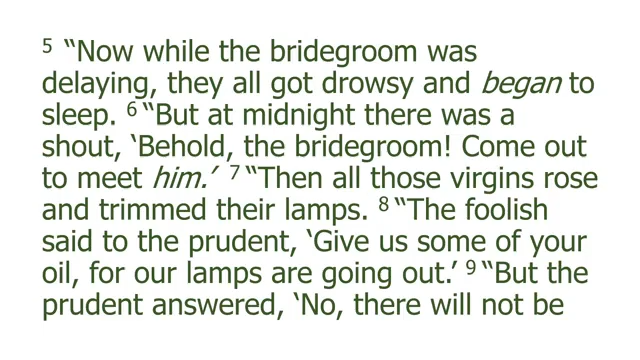 5 “Now while the bridegroom was
delaying, they all got drowsy and began to
sleep. 6 “But at midnight there was a
shout, ‘Behold, the bridegroom! Come out
to meet him.’ 7 “Then all those virgins rose
and trimmed their lamps. 8 “The foolish
said to the prudent, ‘Give us some of your
oil, for our lamps are going out.’ 9 “But the
prudent answered, ‘No, there will not be